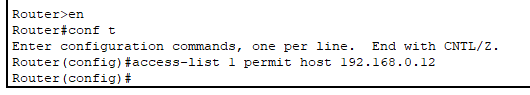 Router>en
Router#conf t
Enter configuration commands, one per line.  End with CNTL/Z.
Router(config)#access-list 1 permit host 192.168.0.12
Router(config)#